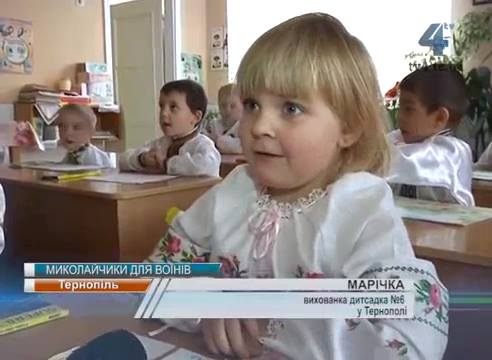 4
МИКОЛАЙЧИКИ ДЛЯ ВОЇНІВ
Тернопіль
МАРІЧКА
вихованка дитсадка №6
у Тернополі